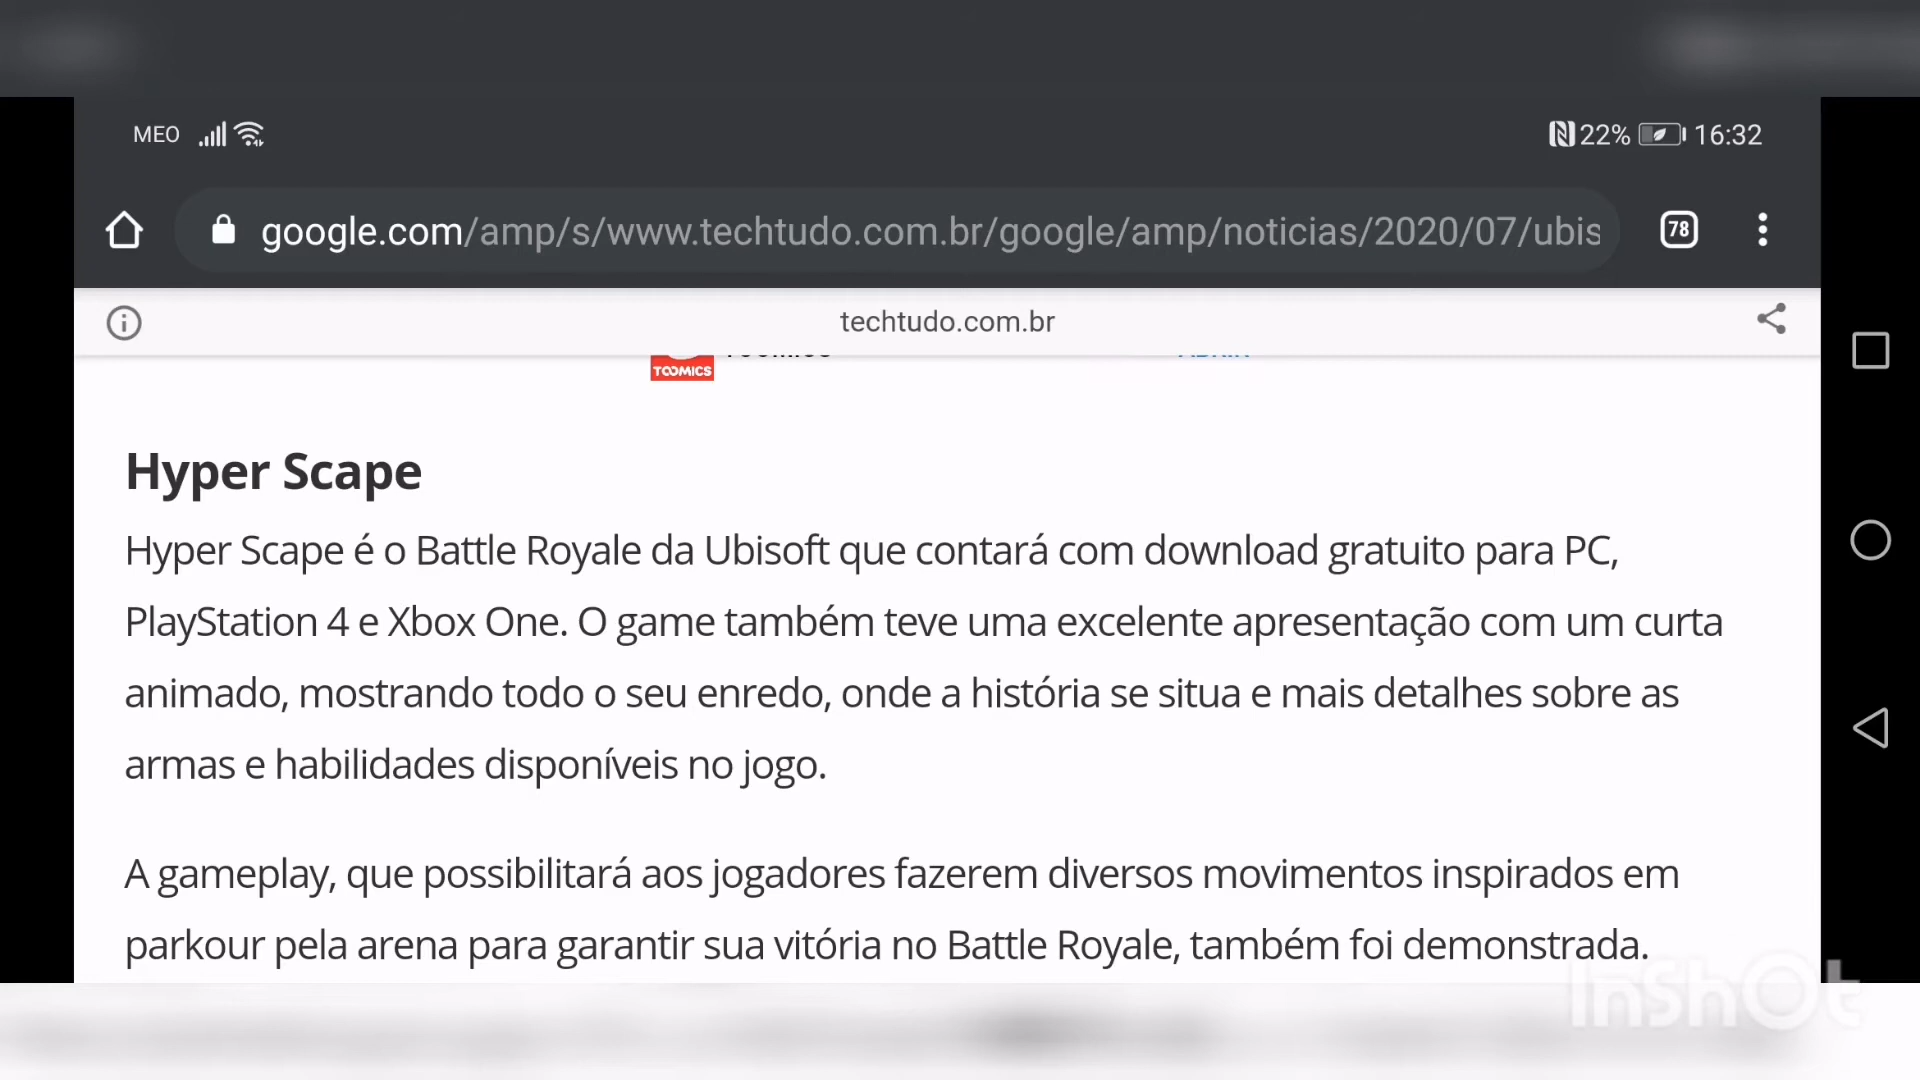 MEO
22% 16:32
google.com/amp/s/www.techtudo.com.br/google/amp/noticias/2020/07/ubis
78
techtudo.com.br
TOOMICS
Hyper Scape
Hyper Scape é o Battle Royale da Ubisoft que contará com download gratuito para PC,
PlayStation 4 e Xbox One. O game também teve uma excelente apresentação com um curta
animado, mostrando todo o seu enredo, onde a história se situa e mais detalhes sobre as
armas e habilidades disponíveis no jogo.
A gameplay, que possibilitará aos jogadores fazerem diversos movimentos inspirados em
parkour pela arena para garantir sua vitória no Battle Royale, também foi demonstrada.
InShOt